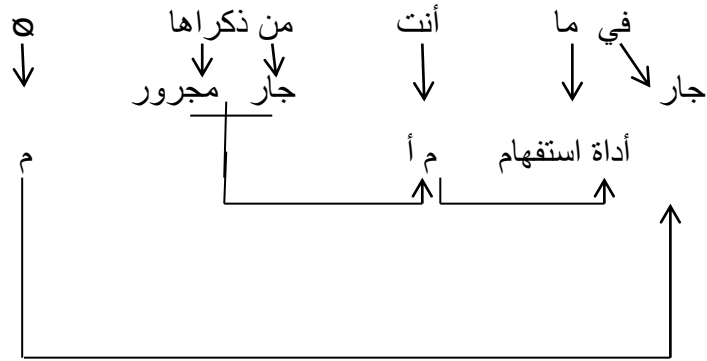 في ما أنت من ذكراها Ø
جار جار مجرور
أداة استفهام م أ م